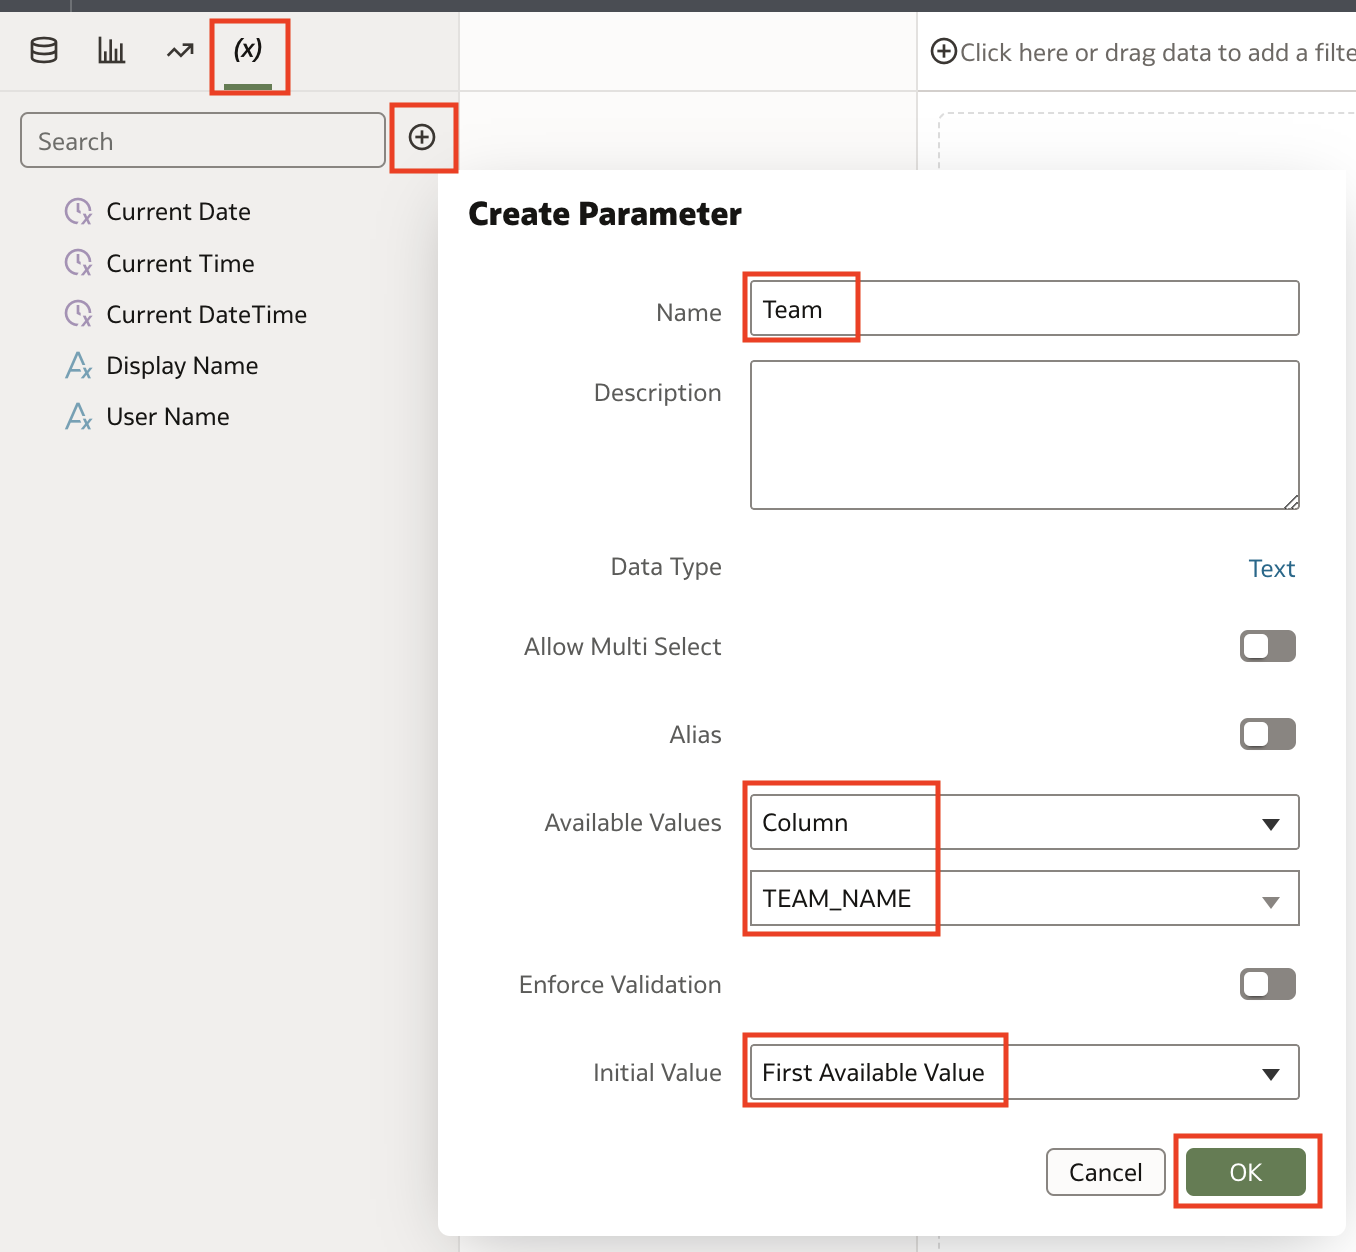 (x)
Click here or drag data to add a filte
Search
Current Date
Current Time
Current DateTime
Display Name
User Name
Create Parameter
Name
Team
Description
Data Type
Text
Allow Multi Select
Alias
Available Values
Column
TEAM_NAME
Enforce Validation
Initial Value
First Available Value
Cancel
OK